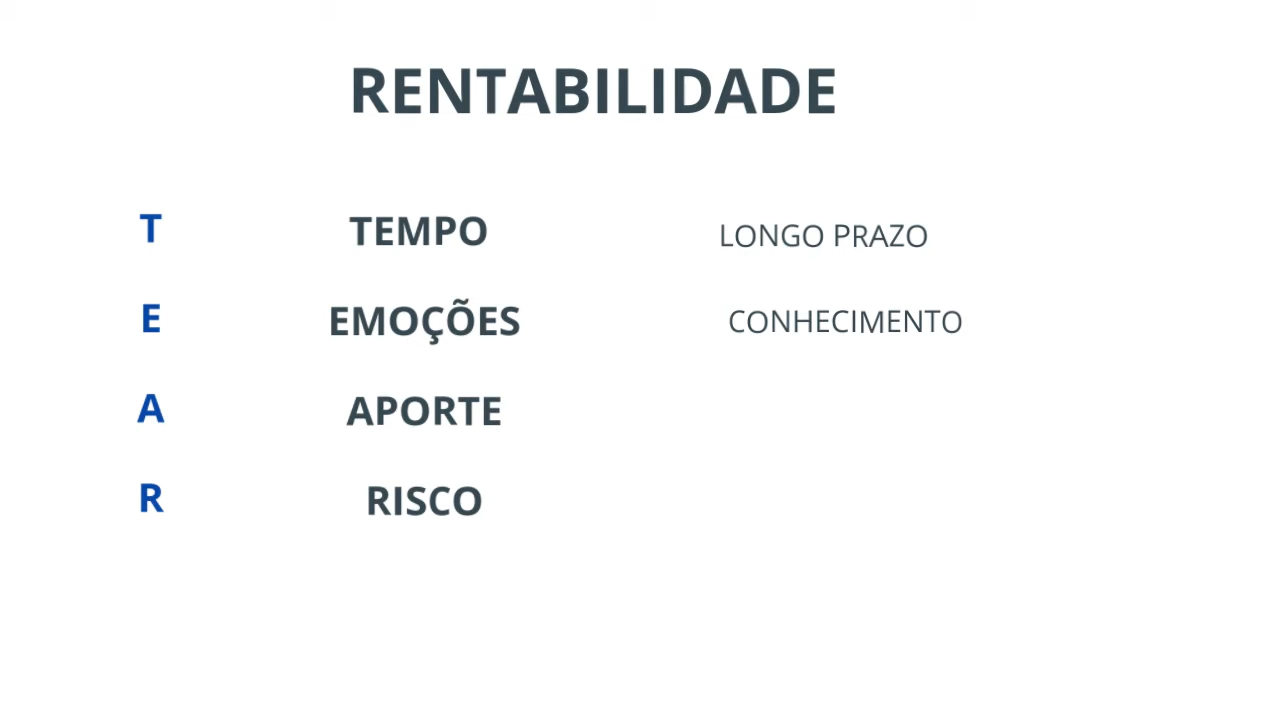 RENTABILIDADE
T TEMPO LONGO PRAZO
E EMOÇÕES CONHECIMENTO
A APORTE
R RISCO